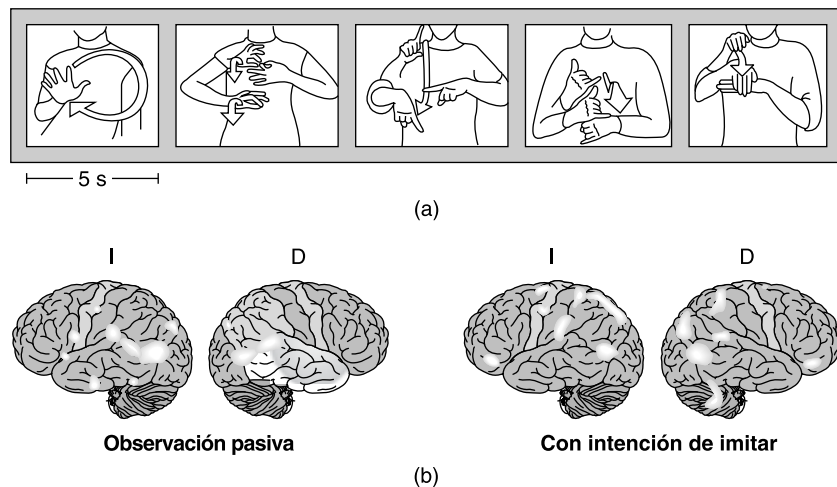 5 s
(a)
I D I D
Observación pasiva Con intención de imitar
(b)